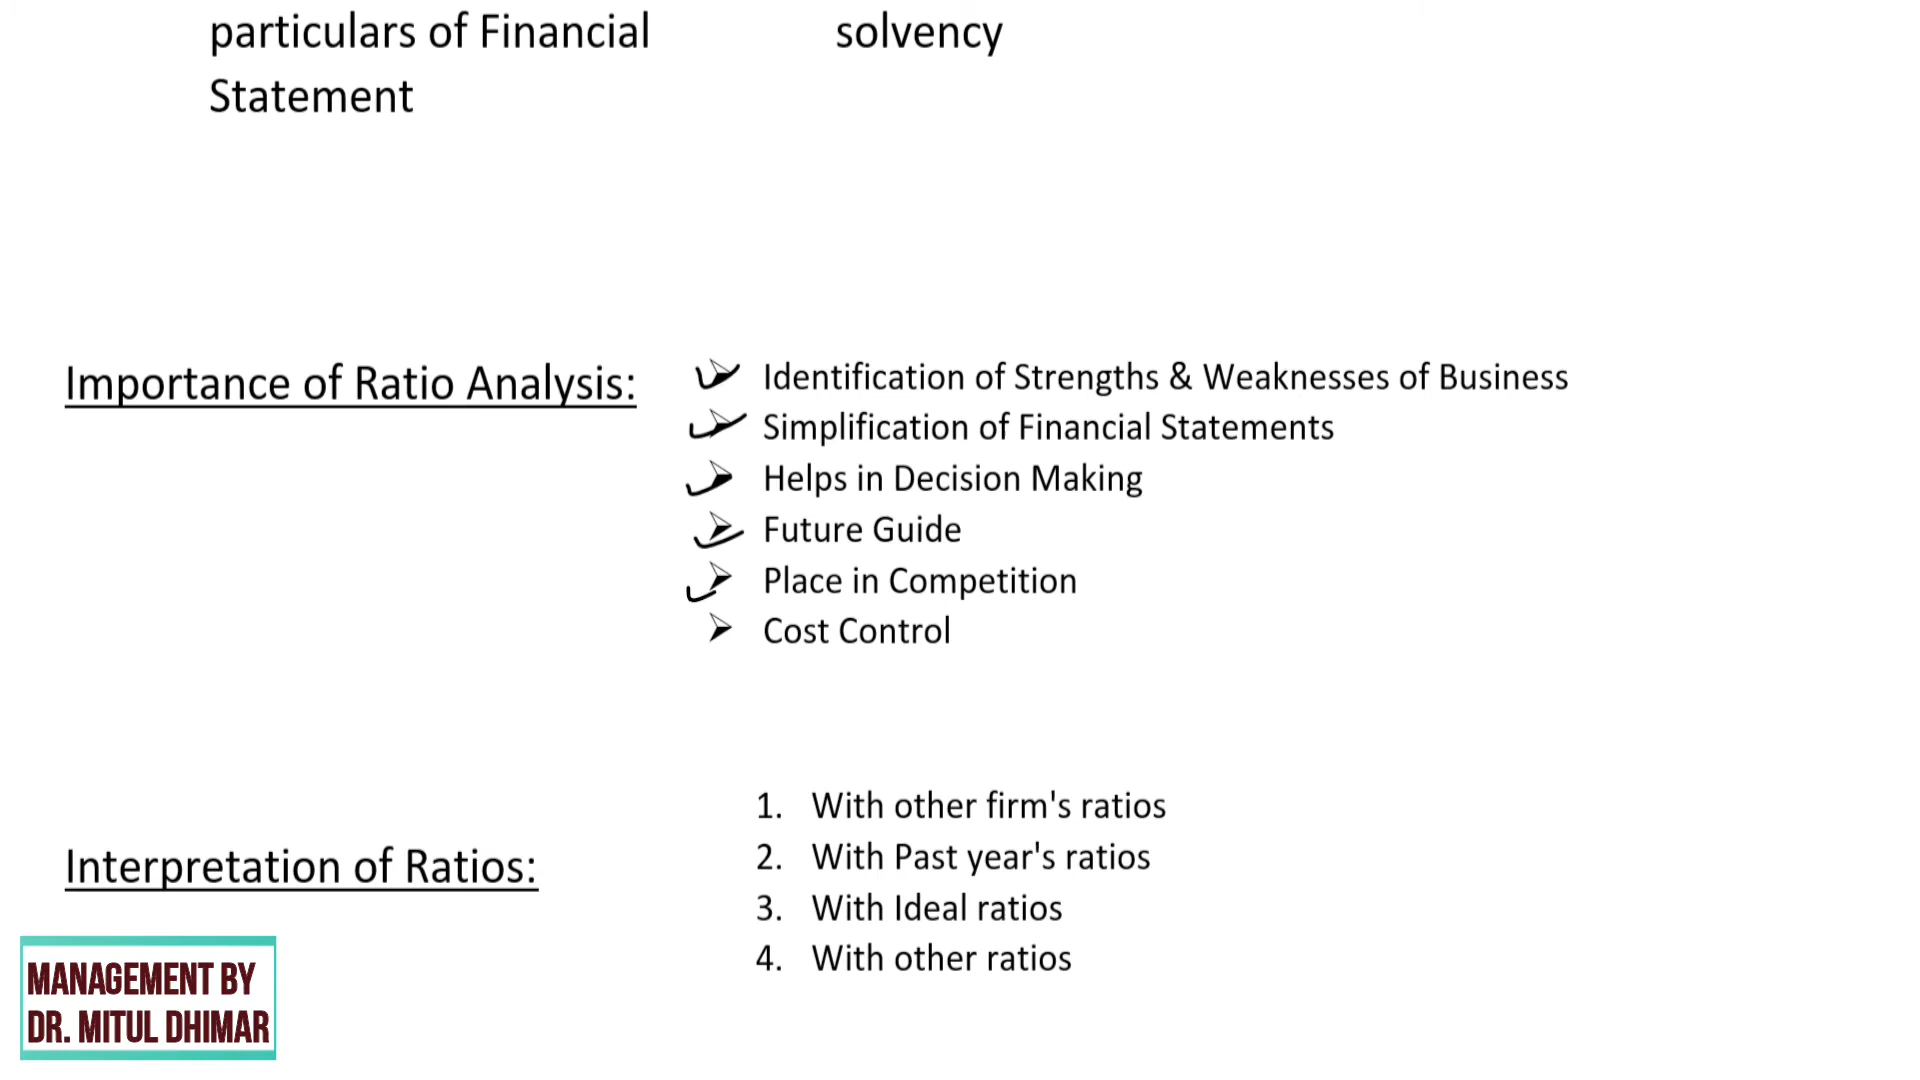 particulars of Financial
Statement
solvency
Importance of Ratio Analysis:
Identification of Strengths & Weaknesses of Business
Simplification of Financial Statements
Helps in Decision Making
Future Guide
Place in Competition
Cost Control
Interpretation of Ratios:
1. With other firm's ratios
2. With Past year's ratios
3. With Ideal ratios
4. With other ratios
MANAGEMENT BY
DR. MITUL DHIMAR